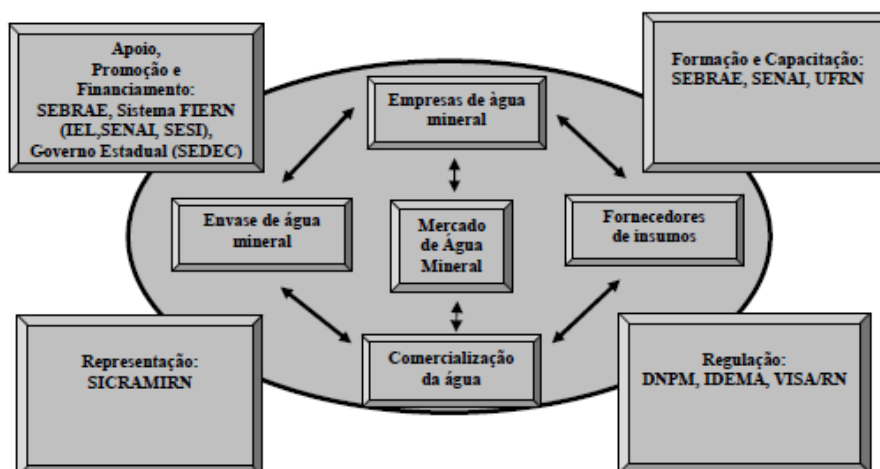 Apoio,
Promoção e
Financiamento:
SEBRAE, Sistema FIERN
(IEL,SENAI, SESI),
Governo Estadual (SEDEC)
Formação e Capacitação:
SEBRAE, SENAI, UFRN
Empresas de àgua
mineral
Envase de água
mineral
Mercado
de Água
Mineral
Fornecedores
de insumos
Comercialização
da água
Representação:
SICRAMIRN
Regulação:
DNPM, IDEMA, VISA/RN